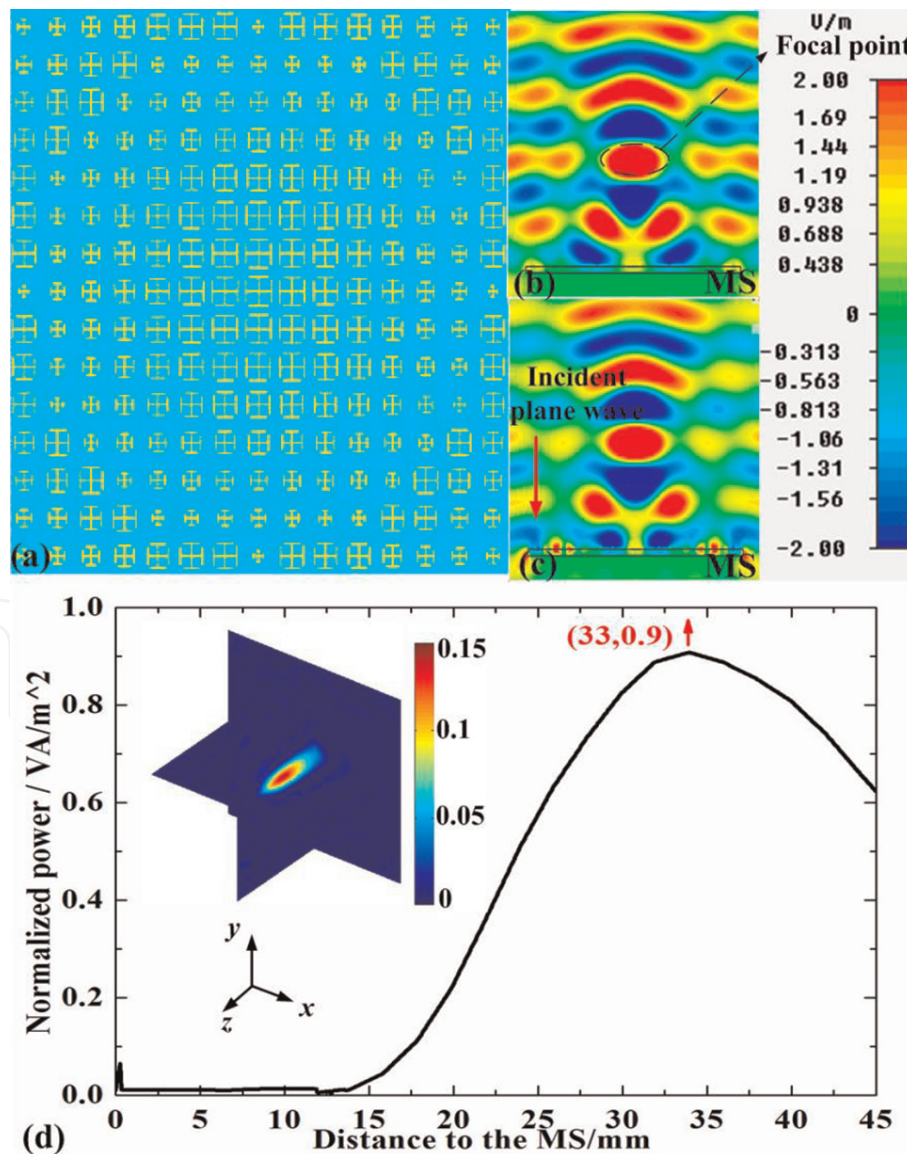 V/m
Focal point
2.00
1.69
1.44
1.19
0.938
0.688
0.438
0
-0.313
-0.563
-0.813
-1.06
-1.31
-1.56
-2.00
(a)
(b)
MS
Incident
plane wave
(c)
MS
(33,0.9)
0.15
0.1
0.05
0
y
x
z
1.0
0.8
0.6
0.4
0.2
0.0
Normalized power / VA/m^2
0 5 10 15 20 25 30 35 40 45
Distance to the MS/mm
(d)